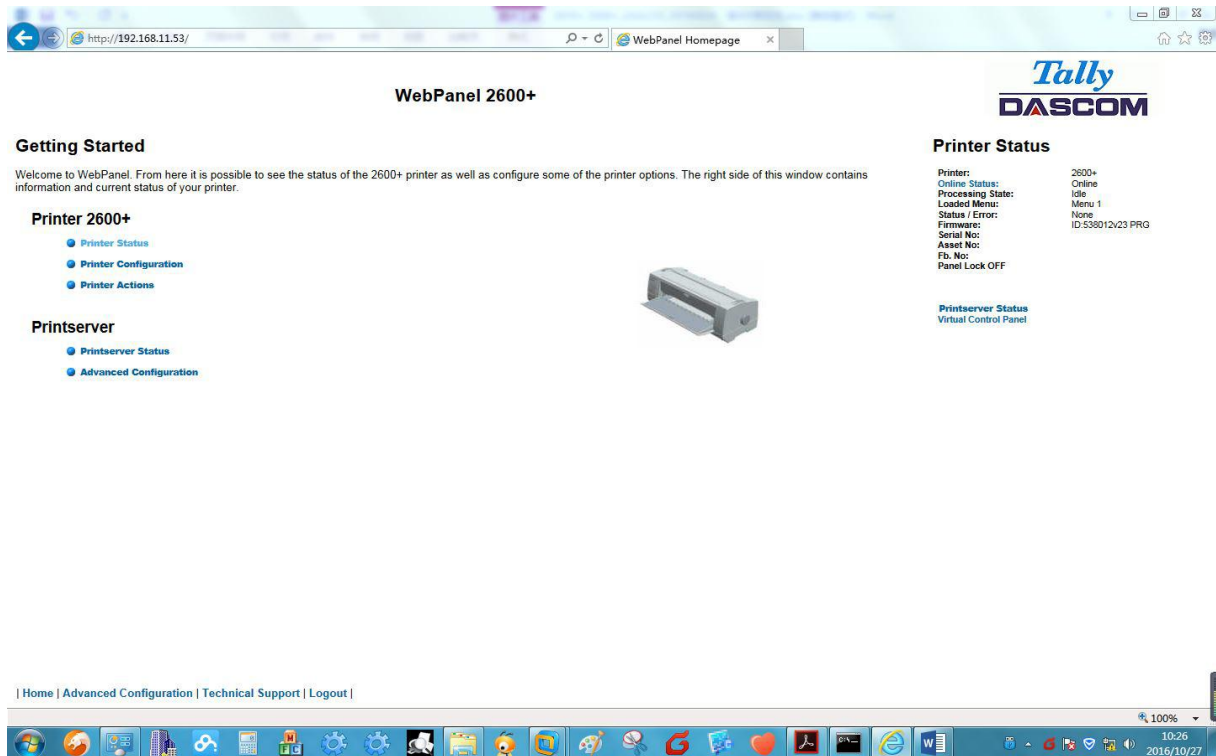 http://192.168.11.53/
WebPanel Homepage
Tally
DASCOM
WebPanel 2600+
Getting Started
Welcome to WebPanel. From here it is possible to see the status of the 2600+ printer as well as configure some of the printer options. The right side of this window contains
information and current status of your printer.
Printer 2600+
Printer Status
Printer Configuration
Printer Actions
Printserver
Printserver Status
Advanced Configuration
Printer Status
Printer: 2600+
Online Status: Online
Processing State: Idle
Loaded Menu: Menu 1
Status / Error: None
Firmware: ID:538012v23 PRG
Serial No:
Asset No:
Fb. No:
Panel Lock OFF
Printserver Status
Virtual Control Panel
| Home | Advanced Configuration | Technical Support | Logout |
100%
10:26
2016/10/27